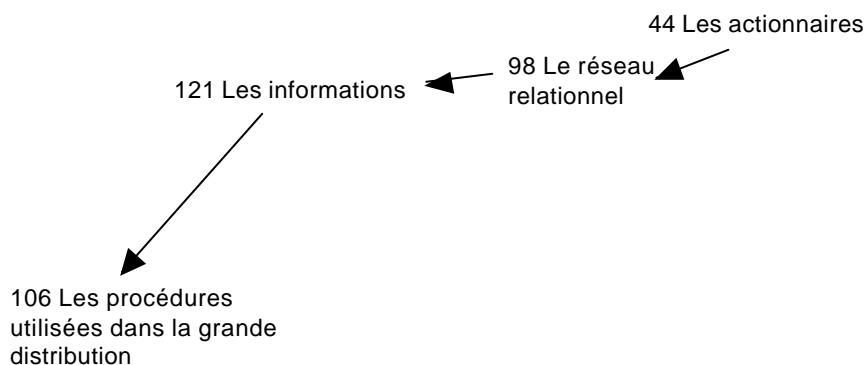 44 Les actionnaires
98 Le réseau
relationnel
121 Les informations
106 Les procédures
utilisées dans la grande
distribution